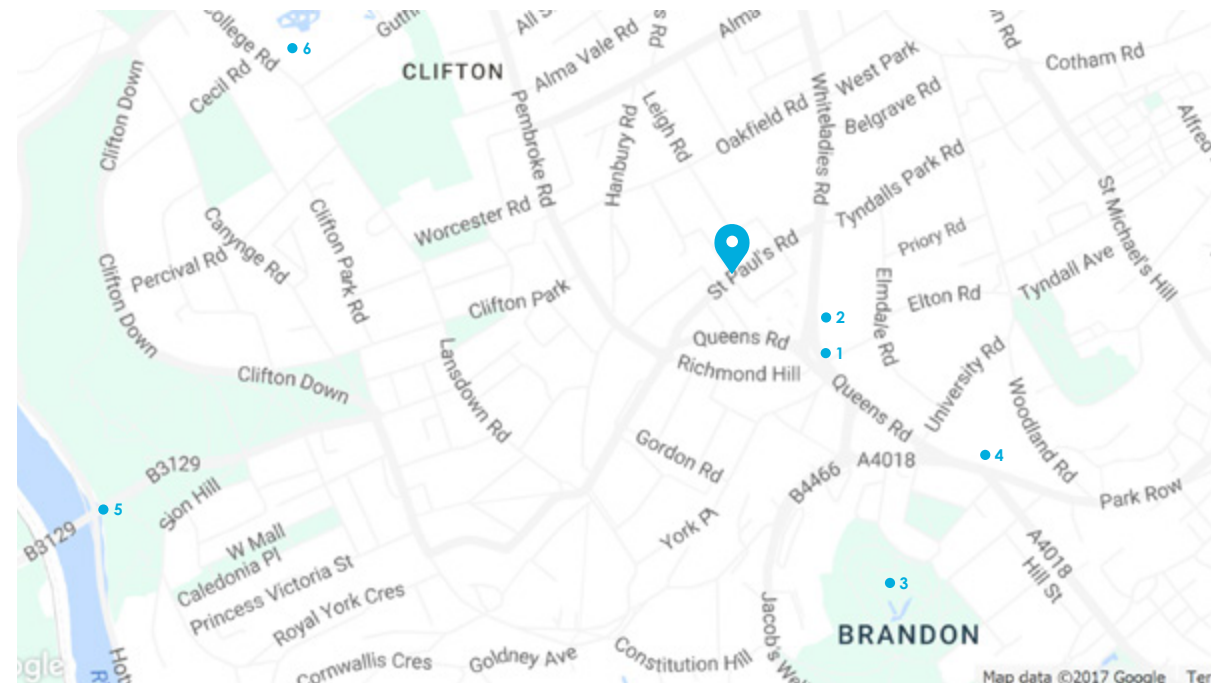 College Rd
6
Cecil Rd
CLIFTON
Alma Vale Rd
Alma
West Park
Cotham Rd
Clifton Down
Pembroke Rd
Hanbury Rd
Leigh Rd
Oakfield Rd
Whiteladies Rd
Belgrave Rd
Tyndalls Park Rd
St Michael's Hill
Worcester Rd
Canynge Rd
Clifton Park Rd
Percival Rd
Clifton Down
Clifton Park
St Paul's Rd
Priory Rd
Tyndall Ave
Elmdale Rd
Elton Rd
2
Queens Rd
1
Richmond Hill
Lansdown Rd
Clifton Down
Queens Rd
University Rd
Woodland Rd
Gordon Rd
A4018
4
B4466
Park Row
B3129
Sion Hill
5
B3129
York Pl
W Mall
Caledonia Pl
Princess Victoria St
Royal York Cres
A4018
Hill St
3
BRANDON
Cornwallis Cres
Goldney Ave
Constitution Hill
Jacob's
Map data ©2017 Google